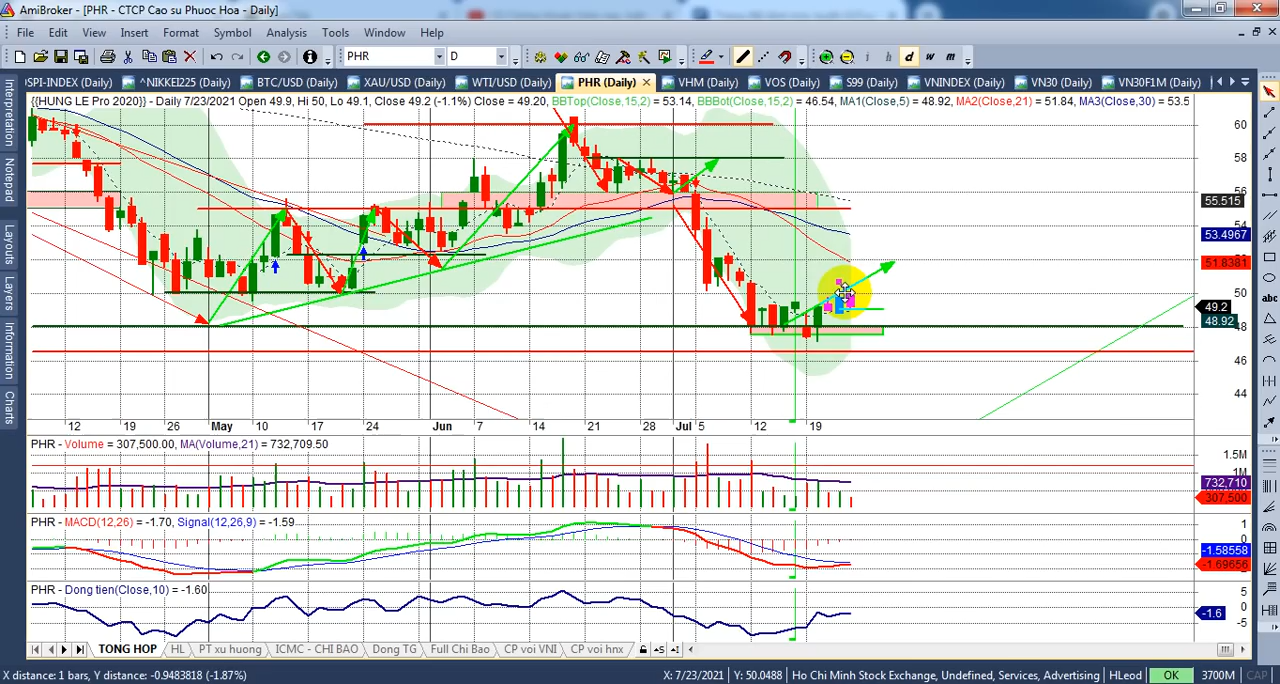 AmiBroker - [PHR - CTCP Cao su Phuoc Hoa - Daily]
File Edit View Insert Format Symbol Analysis Tools Window Help
PHR D h d w m
SPI-INDEX (Daily) ^NIKKEI225 (Daily) BTC/USD (Daily) XAU/USD (Daily) WTI/USD (Daily) PHR (Daily) VHM (Daily) VOS (Daily) S99 (Daily) VNINDEX (Daily) VN30 (Daily) VN30F1M (Daily)
{{HUNG LE Pro 2020}} - Daily 7/23/2021 Open 49.9, Hi 50, Lo 49.1, Close 49.2 (-1.1%) Close = 49.20, BBTop(Close,15,2) = 53.14, BBBot(Close,15,2) = 46.54, MA1(Close,5) = 48.92, MA2(Close,21) = 51.84, MA3(Close,30) = 53.5
Interpretation
Notepad
Layouts
Layers
Information
Charts
abc
60
58
56
55.515
54
53.4967
52
51.8381
50
49.2
48.92
48
46
44
12 19 26 May 10 17 24 Jun 7 14 21 28 Jul 5 12 19
PHR - Volume = 307,500.00, MA(Volume,21) = 732,709.50
1.5M
1M
732,710
307,500
PHR - MACD(12,26) = -1.70, Signal(12,26,9) = -1.59
1
0
-1.58558
-1.69656
PHR - Dong tien(Close,10) = -1.60
5
0
-1.6
-5
TONG HOP HL PT xu huong ICMC - CHI BAO Dong TG Full Chi Bao CP voi VNI CP voi hnx
X distance: 1 bars, Y distance: -0.9483818 (-1.87%) X: 7/23/2021 Y: 50.0488 Ho Chi Minh Stock Exchange, Undefined, Services, Advertising HLeod OK 3700M CAP